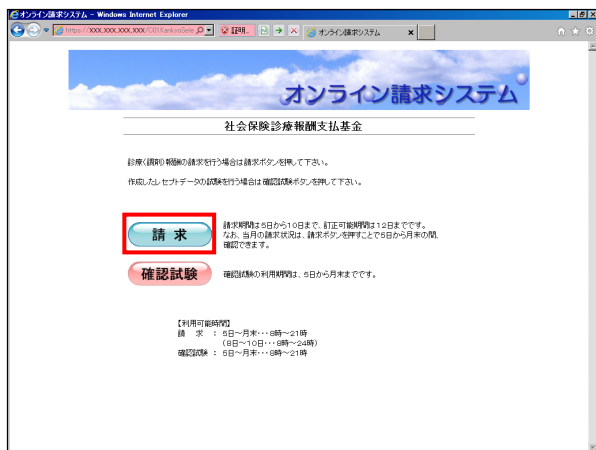 オンライン請求システム - Windows Internet Explorer
https://XXX.XXX.XXX.XXX/C01KankyoSele
証明...
オンライン請求システム
オンライン請求システム
社会保険診療報酬支払基金
診療(調剤)報酬の請求を行う場合は請求ボタンを押して下さい。
作成したレセプトデータの試験を行う場合は確認試験ボタンを押して下さい。
請 求
請求期間は5日から10日まで、訂正可能期間は12日までです。
なお、当月の請求状況は、請求ボタンを押すことで5日から月末の間、
確認できます。
確認試験
確認試験の利用期間は、5日から月末までです。
【利用可能時間】
請 求 : 5日~月末・・・8時~21時
(8日~10日・・・8時~24時)
確認試験 : 5日~月末・・・8時~21時